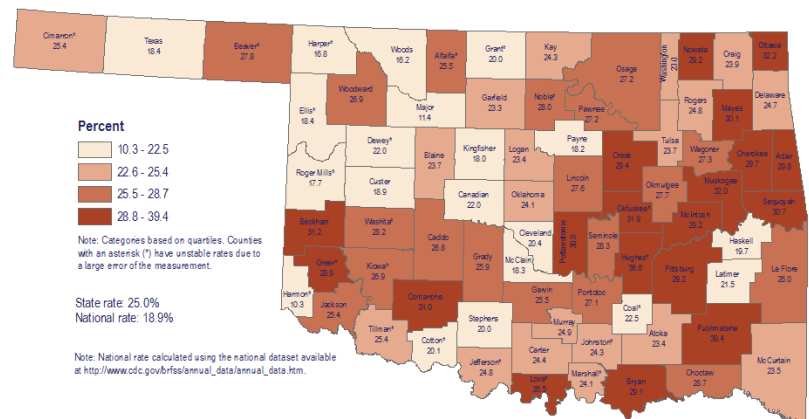 Cimarron*
25.4
Texas
18.4
Beaver*
27.8
Harper*
16.8
Woods
16.2
Alfalfa*
25.5
Grant*
20.0
Kay
24.3
Osage
27.2
Washington
23.0
Nowata
29.2
Craig
23.9
Ottawa
32.2
Ellis*
18.4
Woodward
26.9
Major
11.4
Garfield
23.3
Noble*
28.0
Pawnee
27.2
Rogers
24.8
Mayes
30.1
Delaware
24.7
Dewey*
22.0
Blaine
23.7
Kingfisher
18.0
Logan
23.4
Payne
18.2
Creek
29.4
Tulsa
23.7
Wagoner
27.3
Cherokee
29.7
Adair
29.8
Roger Mills*
17.7
Custer
18.9
Canadian
22.0
Oklahoma
24.1
Lincoln
27.6
Okfuskee*
31.9
Okmulgee
27.7
Muskogee
32.0
McIntosh
29.2
Sequoyah
30.7
Beckham
31.2
Washita*
28.2
Caddo
26.8
Grady
25.9
Cleveland
20.4
McClain
18.3
Pottawatomie
30.0
Seminole
28.3
Hughes*
36.6
Pittsburg
29.2
Haskell
19.7
Latimer
21.5
Le Flore
26.0
Greer*
28.9
Kiowa*
26.9
Harmon*
10.3
Jackson
25.4
Comanche
31.0
Tillman*
25.4
Cotton*
20.1
Stephens
20.0
Garvin
25.5
Pontotoc
27.1
Coal*
22.5
Murray
24.9
Johnston*
24.3
Atoka
23.4
Pushmataha
39.4
McCurtain
23.5
Jefferson*
24.8
Carter
24.4
Love*
Marshall*
24.1
Bryan
29.1
Choctaw
28.7
Percent
10.3 - 22.5
22.6 - 25.4
25.5 - 28.7
28.8 - 39.4
Note: Categories based on quartiles. Counties
with an asterisk (*) have unstable rates due to
a large error of the measurement.
State rate: 25.0%
National rate: 18.9%
Note: National rate calculated using the national dataset available
at http://www.cdc.gov/brfss/annual_data/annual_data.htm.